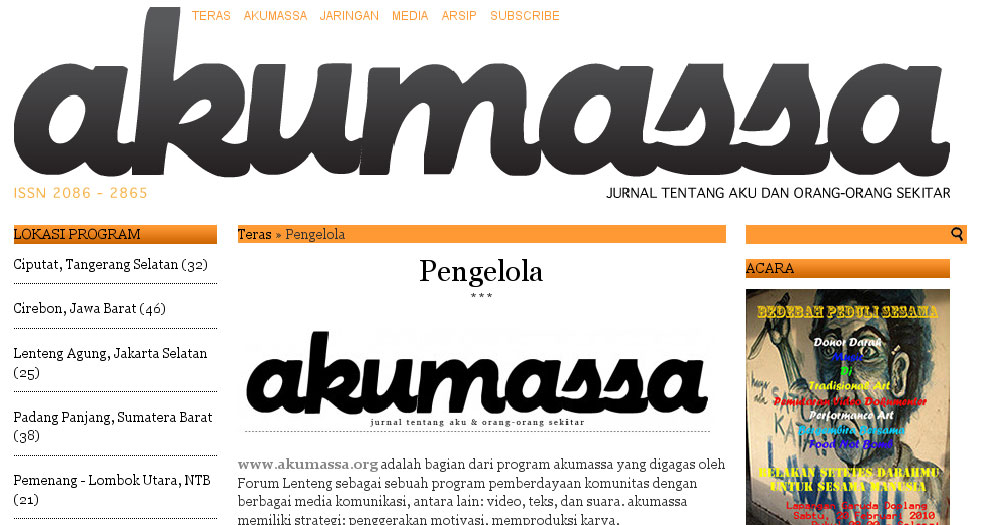 TERAS AKUMASSA JARINGAN MEDIA ARSIP SUBSCRIBE
akumassa
ISSN 2086 - 2865
JURNAL TENTANG AKU DAN ORANG-ORANG SEKITAR
LOKASI PROGRAM
Ciputat, Tangerang Selatan (32)
Cirebon, Jawa Barat (46)
Lenteng Agung, Jakarta Selatan
(25)
Padang Panjang, Sumatera Barat
(38)
Pemenang - Lombok Utara, NTB
(21)
Teras » Pengelola
Pengelola
***
akumassa
jurnal tentang aku & orang-orang sekitar
www.akumassa.org adalah bagian dari program akumassa yang digagas oleh
Forum Lenteng sebagai sebuah program pemberdayaan komunitas dengan
berbagai media komunikasi, antara lain: video, teks, dan suara. akumassa
memiliki strategi: penggerakan motivasi, memproduksi karya,
ACARA
PEDULI SESAMA
Donor Darah
Musik
Di
Tradisional Art
Pemutaran Video Dokumenter
Performance Art
Bergembira Bersama
Food Not Bomb
RELAKAN SETETES DARAHMU
UNTUK SESAMA MANUSIA
Lapangan Garuda
Sabtu, Februari 2010